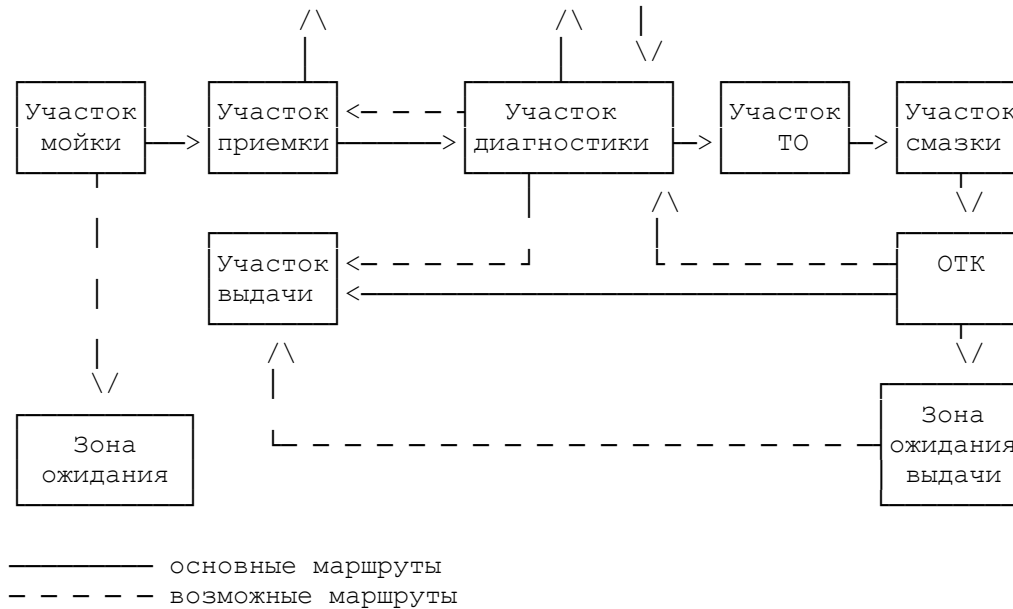 Участок
мойки
Участок
приемки
Участок
диагностики
Участок
ТО
Участок
смазки
Участок
выдачи
ОТК
Зона
ожидания
Зона
ожидания
выдачи
основные маршруты
возможные маршруты